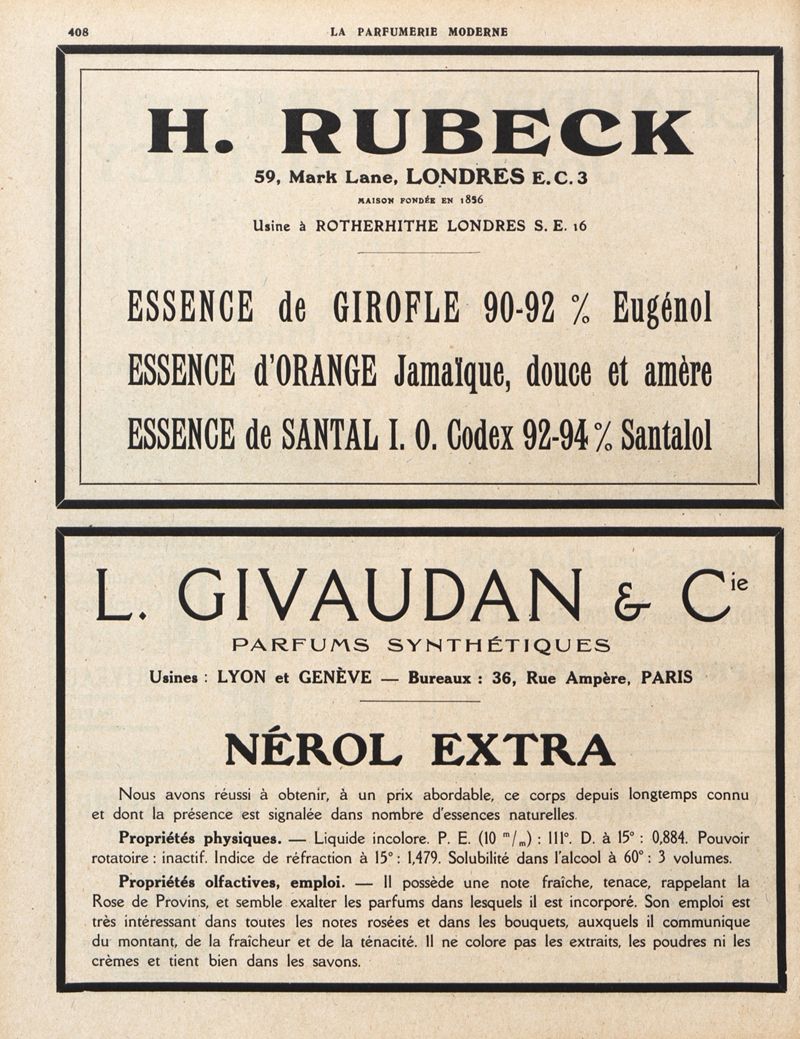 408
LA PARFUMERIE MODERNE
H. RUBECK
59, Mark Lane, LONDRES E.C. 3
MAISON FONDÉE EN 1856
Usine à ROTHERHITHE LONDRES S. E. 16
ESSENCE de GIROFLE 90-92 % Eugénol
ESSENCE d'ORANGE Jamaïque, douce et amère
ESSENCE de SANTAL I. O. Codex 92-94 % Santalol
L. GIVAUDAN & Cie
PARFUMS SYNTHÉTIQUES
Usines : LYON et GENÈVE — Bureaux : 36, Rue Ampère, PARIS
NÉROL EXTRA
Nous avons réussi à obtenir, à un prix abordable, ce corps depuis longtemps connu
et dont la présence est signalée dans nombre d'essences naturelles.
Propriétés physiques. — Liquide incolore. P. E. (10 m/m) : 111°. D. à 15° : 0,884. Pouvoir
rotatoire : inactif. Indice de réfraction à 15° : 1,479. Solubilité dans l'alcool à 60° : 3 volumes.
Propriétés olfactives, emploi. — Il possède une note fraîche, tenace, rappelant la
Rose de Provins, et semble exalter les parfums dans lesquels il est incorporé. Son emploi est
très intéressant dans toutes les notes rosées et dans les bouquets, auxquels il communique
du montant, de la fraîcheur et de la ténacité. Il ne colore pas les extraits, les poudres ni les
crèmes et tient bien dans les savons.